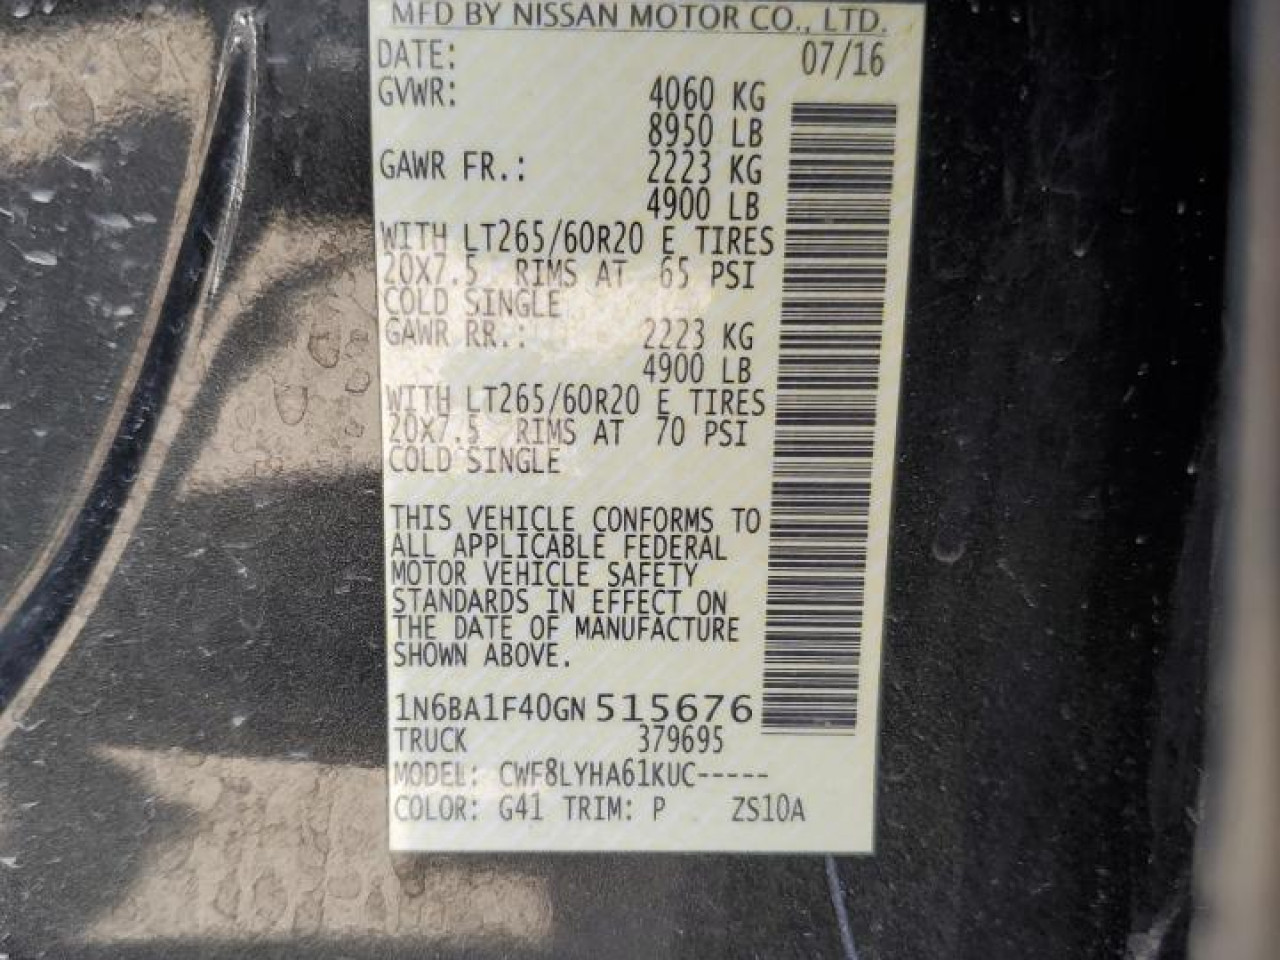 MFD BY NISSAN MOTOR CO., LTD.
DATE: 07/16
GVWR: 4060 KG
8950 LB
GAWR FR.: 2223 KG
4900 LB
WITH LT265/60R20 E TIRES
20X7.5 RIMS AT 65 PSI
COLD SINGLE
GAWR RR.: 2223 KG
4900 LB
WITH LT265/60R20 E TIRES
20X7.5 RIMS AT 70 PSI
COLD SINGLE
THIS VEHICLE CONFORMS TO
ALL APPLICABLE FEDERAL
MOTOR VEHICLE SAFETY
STANDARDS IN EFFECT ON
THE DATE OF MANUFACTURE
SHOWN ABOVE.
1N6BA1F40GN515676
TRUCK 379695
MODEL: CWF8LYHA61KUC-----
COLOR: G41 TRIM: P ZS10A